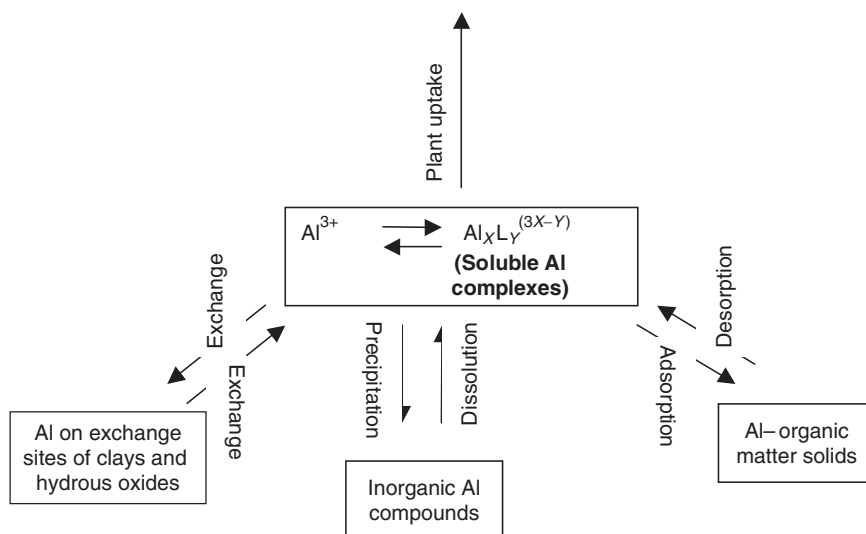 Plant uptake
Al³⁺
AlₓLᵧ⁽³ˣ⁻ʸ⁾
(Soluble Al
complexes)
Exchange
Exchange
Precipitation
Dissolution
Desorption
Adsorption
Al on exchange
sites of clays and
hydrous oxides
Inorganic Al
compounds
Al–organic
matter solids